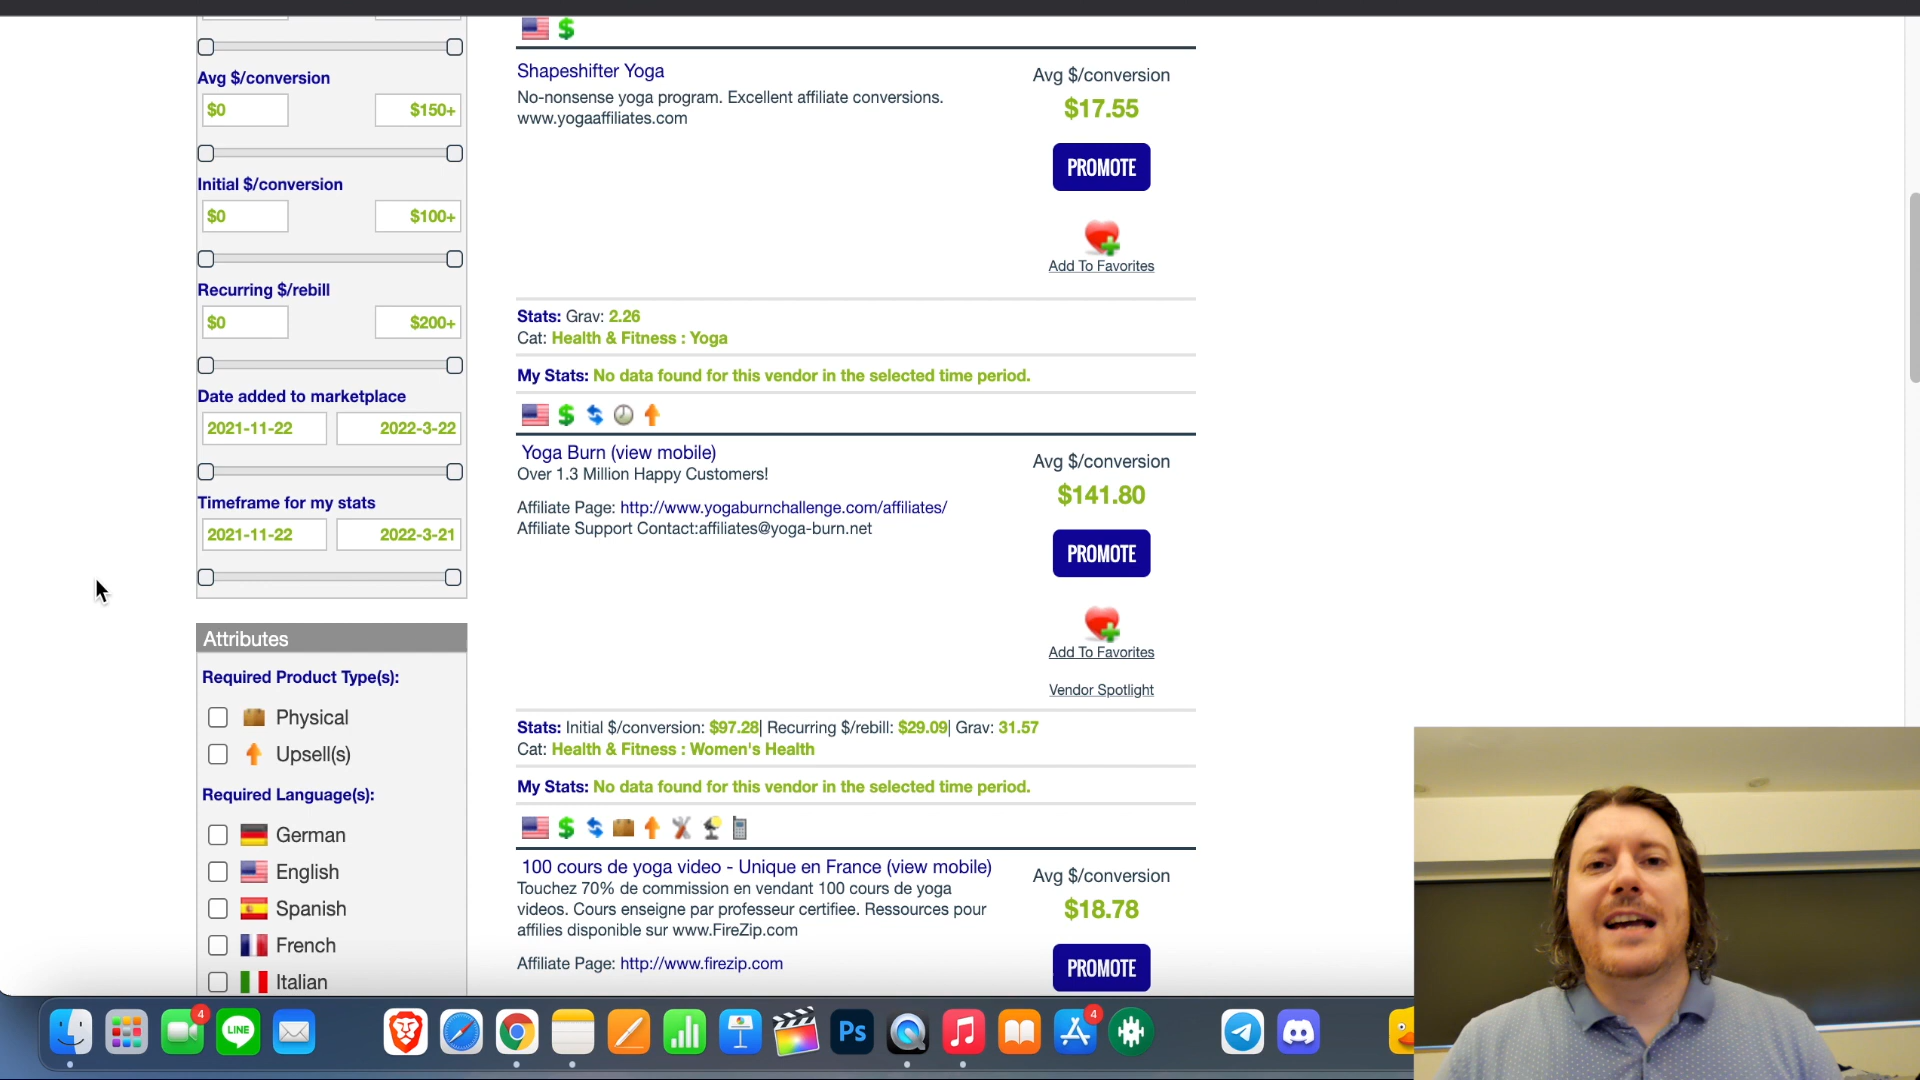 Avg $/conversion
$0
$150+
Initial $/conversion
$0
$100+
Recurring $/rebill
$0
$200+
Date added to marketplace
2021-11-22
2022-3-22
Timeframe for my stats
2021-11-22
2022-3-21
Attributes
Required Product Type(s):
Physical
Upsell(s)
Required Language(s):
German
English
Spanish
French
Italian
$
Shapeshifter Yoga
No-nonsense yoga program. Excellent affiliate conversions.
www.yogaaffiliates.com
Avg $/conversion
$17.55
PROMOTE
Add To Favorites
Stats: Grav: 2.26
Cat: Health & Fitness : Yoga
My Stats: No data found for this vendor in the selected time period.
$
Yoga Burn (view mobile)
Over 1.3 Million Happy Customers!
Affiliate Page: http://www.yogaburnchallenge.com/affiliates/
Affiliate Support Contact:affiliates@yoga-burn.net
Avg $/conversion
$141.80
PROMOTE
Add To Favorites
Vendor Spotlight
Stats: Initial $/conversion: $97.28| Recurring $/rebill: $29.09| Grav: 31.57
Cat: Health & Fitness : Women's Health
My Stats: No data found for this vendor in the selected time period.
$
100 cours de yoga video - Unique en France (view mobile)
Touchez 70% de commission en vendant 100 cours de yoga
videos. Cours enseigne par professeur certifiee. Ressources pour
affilies disponible sur www.FireZip.com
Affiliate Page: http://www.firezip.com
Avg $/conversion
$18.78
PROMOTE
4
LINE
Ps
4